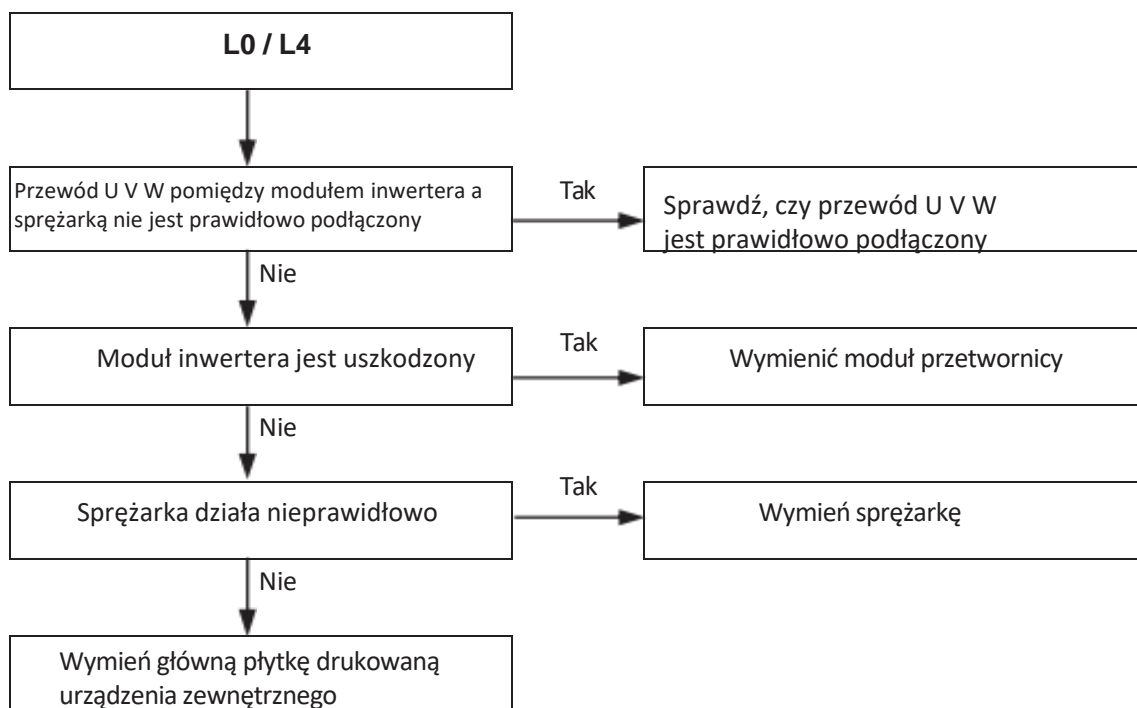 L0 / L4
Przewód U V W pomiędzy modułem inwertera a
sprężarką nie jest prawidłowo podłączony
Tak
Sprawdź, czy przewód U V W
jest prawidłowo podłączony
Nie
Moduł inwertera jest uszkodzony
Tak
Wymienić moduł przetwornicy
Nie
Sprężarka działa nieprawidłowo
Tak
Wymień sprężarkę
Nie
Wymień główną płytkę drukowaną
urządzenia zewnętrznego